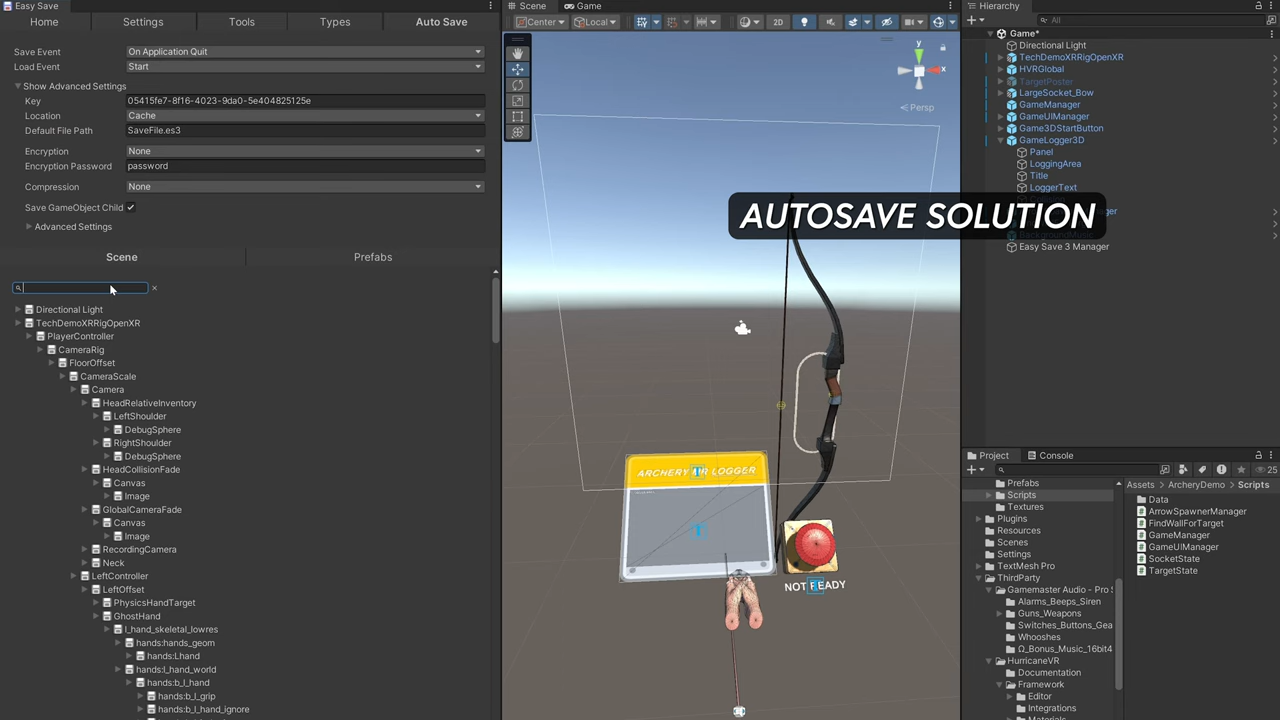 Easy Save
Home
Settings
Tools
Types
Auto Save
Save Event
On Application Quit
Load Event
Start
Show Advanced Settings
Key
05415fe7-8f16-4023-9da0-5e404825125e
Location
Cache
Default File Path
SaveFile.es3
Encryption
None
Encryption Password
password
Compression
None
Save GameObject Child
Advanced Settings
Scene
Prefabs
Directional Light
TechDemoXRRigOpenXR
PlayerController
CameraRig
FloorOffset
CameraScale
Camera
HeadRelativeInventory
LeftShoulder
DebugSphere
RightShoulder
DebugSphere
HeadCollisionFade
Canvas
Image
GlobalCameraFade
Canvas
Image
RecordingCamera
Neck
LeftController
LeftOffset
PhysicsHandTarget
GhostHand
l_hand_skeletal_lowres
hands:hands_geom
hands:Lhand
hands:l_hand_world
hands:b_l_hand
hands:b_l_grip
hands:b_l_hand_ignore
Scene
Game
Center
Local
2D
y
x
Persp
AUTOSAVE SOLUTION
NOT READY
Hierarchy
All
Game*
Directional Light
TechDemoXRRigOpenXR
HVRGlobal
TargetPoster
LargeSocket_Bow
GameManager
GameUIManager
Game3DStartButton
GameLogger3D
Panel
LoggingArea
Title
LoggerText
Easy Save 3 Manager
Project
Console
25
Prefabs
Scripts
Textures
Plugins
Resources
Scenes
Settings
TextMesh Pro
ThirdParty
Gamemaster Audio - Pro S
Alarms_Beeps_Siren
Guns_Weapons
Switches_Buttons_Gea
Whooshes
Ω_Bonus_Music_16bit4
HurricaneVR
Documentation
Framework
Editor
Integrations
Assets
ArcheryDemo
Scripts
Data
ArrowSpawnerManager
FindWallForTarget
GameManager
GameUIManager
SocketState
TargetState